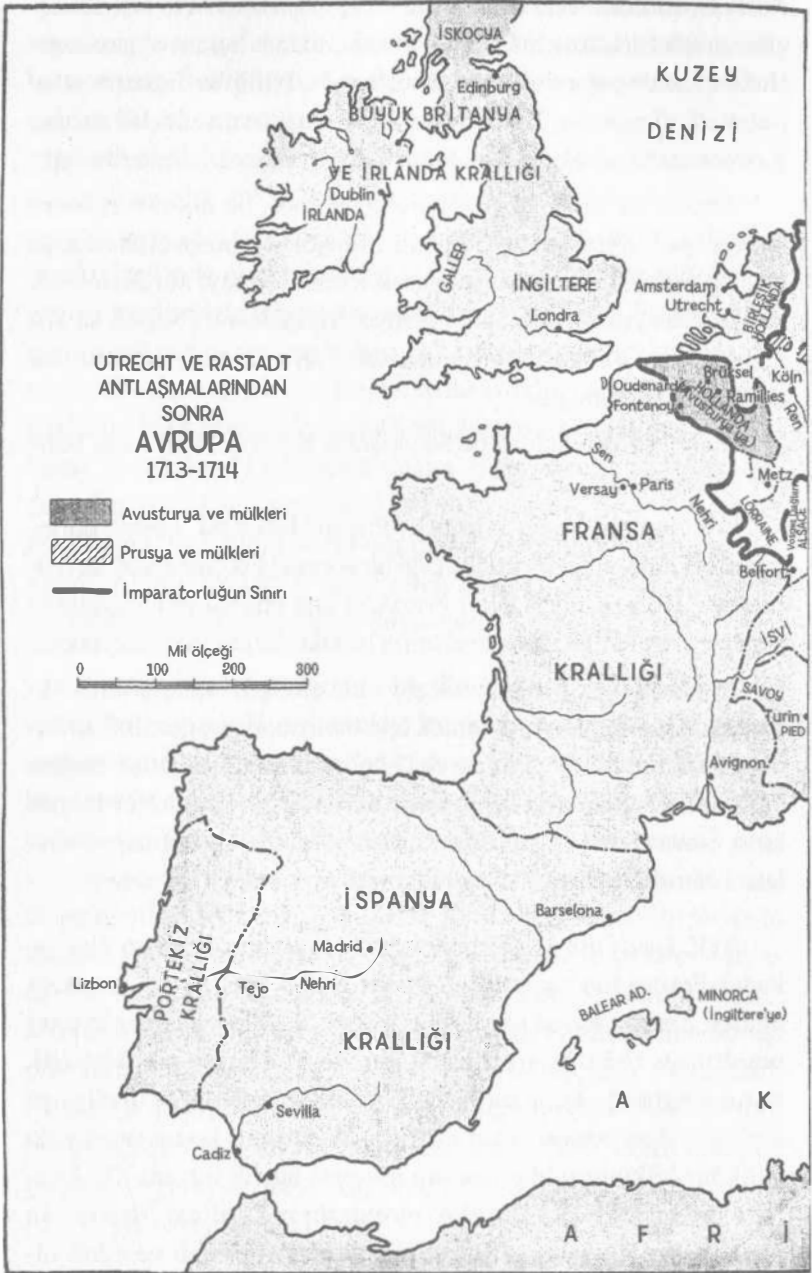 İSKOÇYA
KUZEY
DENİZİ
Edinburg
BÜYÜK BRİTANYA
VE İRLANDA KRALLIĞI
Dublin
İRLANDA
GALLER
İNGİLTERE
Londra
Amsterdam
Utrecht
BİRLEŞİK
HOLLANDA
Köln
Ren
Brüksel
Oudenarde
Ramillies
Fontenoy
HOLLANDA
UTRECHT VE RASTADT
ANTLAŞMALARINDAN
SONRA
AVRUPA
1713-1714
Avusturya ve mülkleri
Prusya ve mülkleri
İmparatorluğun Sınırı
Mil ölçeği
0 100 200 300
Sen
Nehri
Versay
Paris
Metz
LORRAINE
ALSACE
Belfort
FRANSA
KRALLIĞI
İSVİ
SAVOY
Turin
PIED
Avignon
İSPANYA
KRALLIĞI
Barselona
Madrid
PORTEKİZ
KRALLIĞI
Lizbon
Tejo Nehri
BALEAR AD.
MINORCA
(İngiltere'ye)
Sevilla
Cadiz
A K
A F R İ